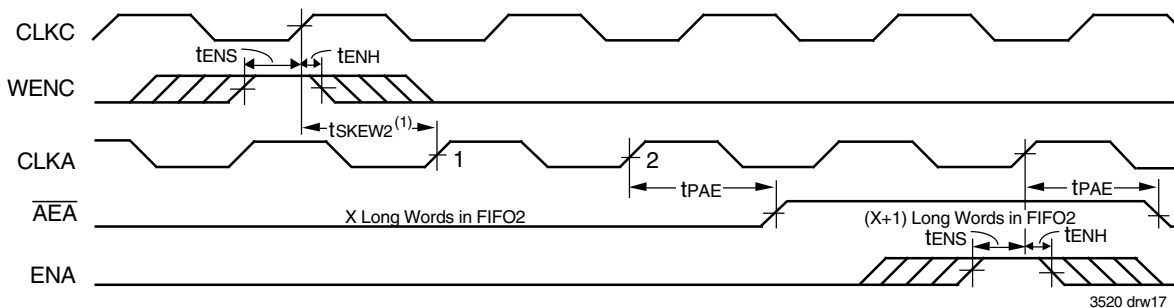 CLKC
tENS
tENH
WENC
tSKEW2(1)
CLKA
1
2
tPAE
tPAE
AEA
X Long Words in FIFO2
(X+1) Long Words in FIFO2
tENS
tENH
ENA
3520 drw17